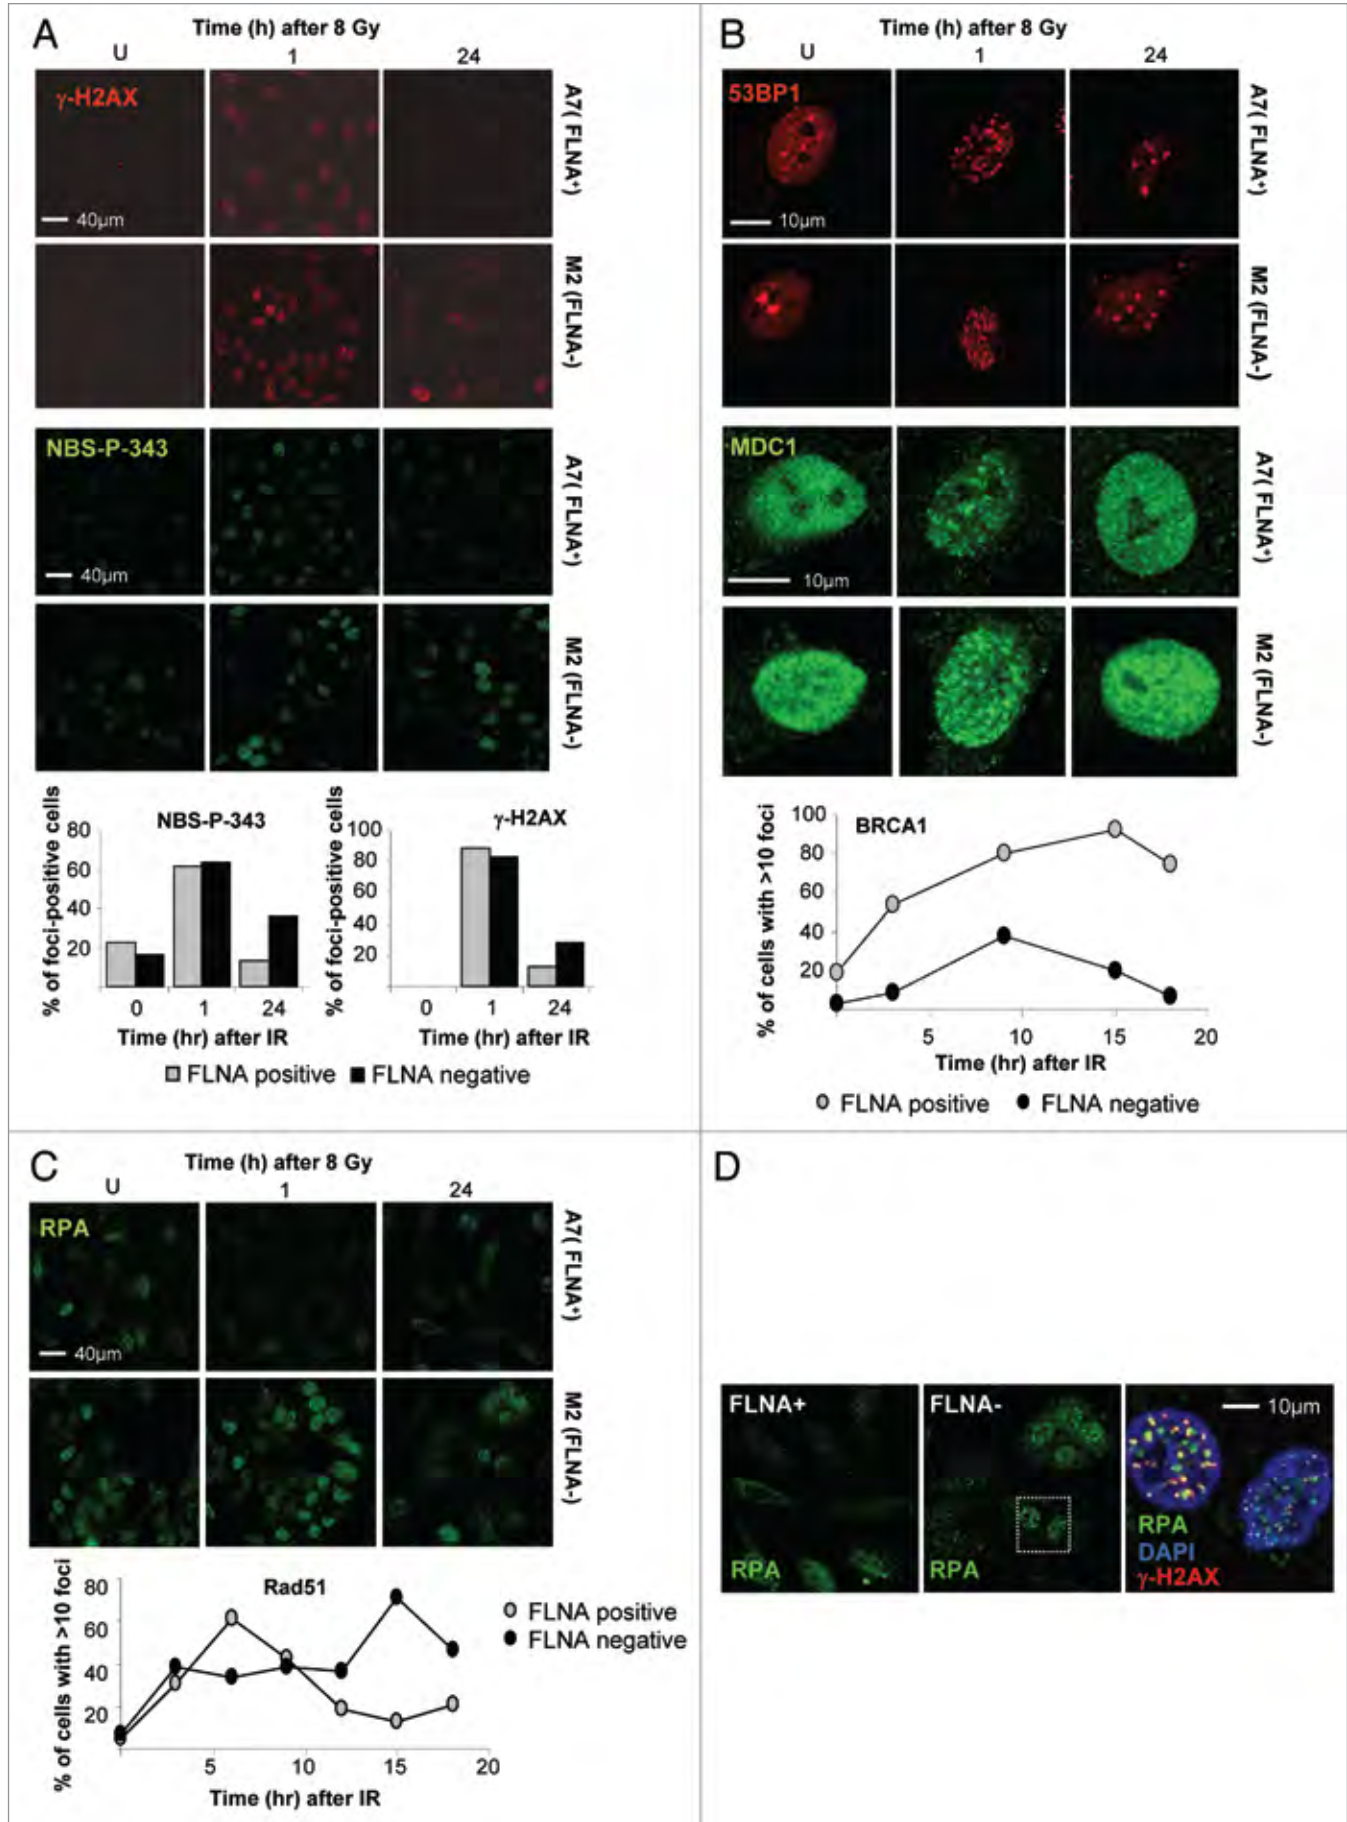 A
Time (h) after 8 Gy
U 1 24
γ-H2AX
40µm
A7( FLNA⁺)
M2 (FLNA-)
NBS-P-343
40µm
A7( FLNA⁺)
M2 (FLNA-)
% of foci-positive cells
NBS-P-343
80
60
40
20
0 1 24
Time (hr) after IR
% of foci-positive cells
γ-H2AX
100
80
60
40
20
0 1 24
Time (hr) after IR
FLNA positive FLNA negative
B
Time (h) after 8 Gy
U 1 24
53BP1
10µm
A7( FLNA⁺)
M2 (FLNA-)
MDC1
10µm
A7( FLNA⁺)
M2 (FLNA-)
% of cells with >10 foci
BRCA1
100
80
60
40
20
5 10 15 20
Time (hr) after IR
FLNA positive FLNA negative
C
Time (h) after 8 Gy
U 1 24
RPA
40µm
A7( FLNA⁺)
M2 (FLNA-)
% of cells with >10 foci
Rad51
80
60
40
20
5 10 15 20
Time (hr) after IR
FLNA positive
FLNA negative
D
FLNA+
RPA
FLNA-
RPA
10µm
RPA
DAPI
γ-H2AX